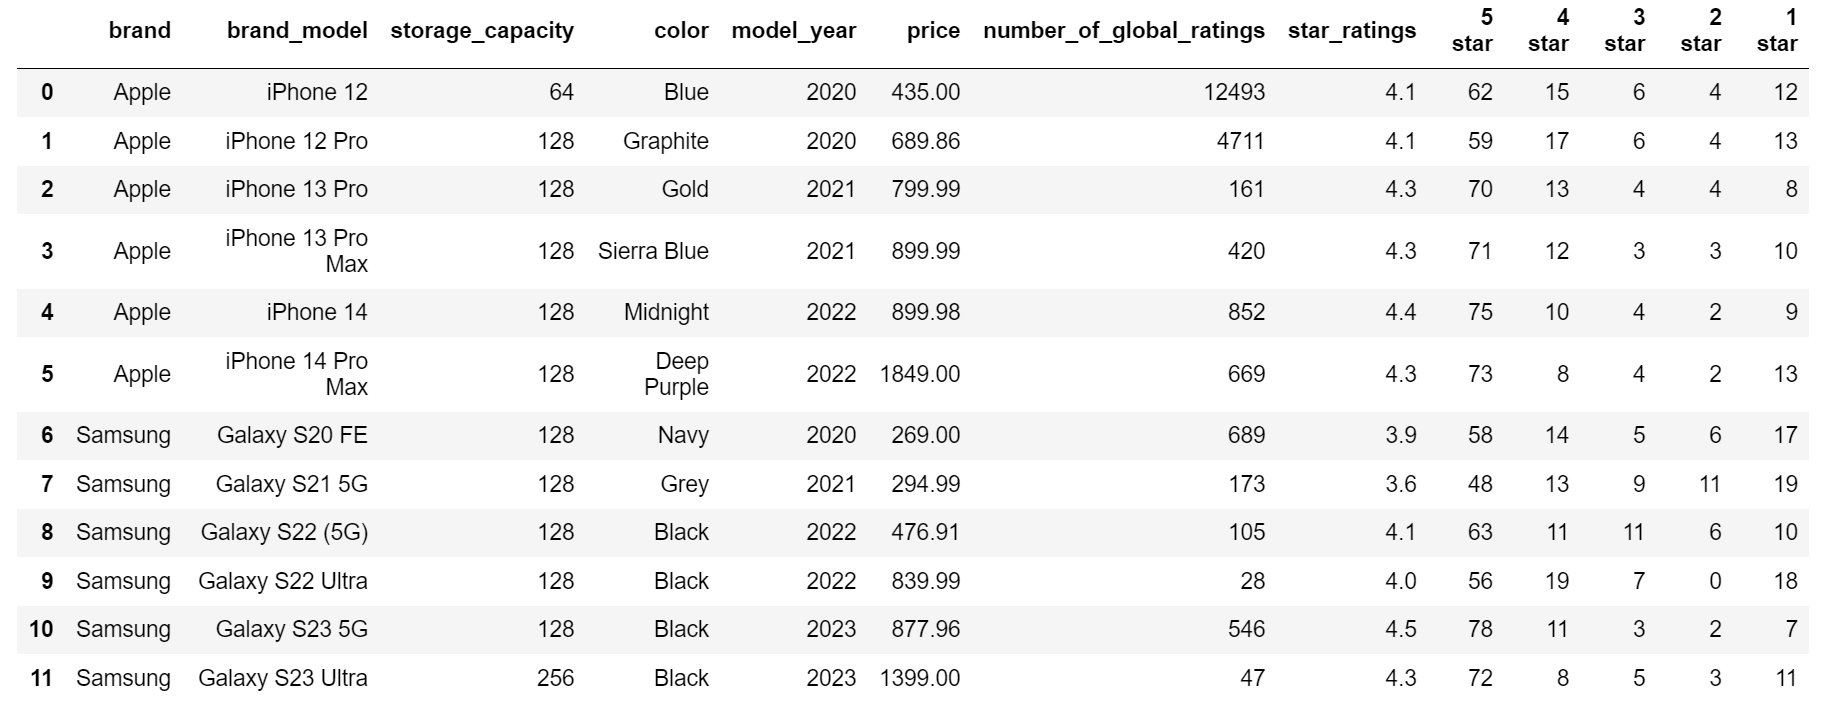 brand brand_model storage_capacity color model_year price number_of_global_ratings star_ratings 5 star 4 star 3 star 2 star 1 star
0 Apple iPhone 12 64 Blue 2020 435.00 12493 4.1 62 15 6 4 12
1 Apple iPhone 12 Pro 128 Graphite 2020 689.86 4711 4.1 59 17 6 4 13
2 Apple iPhone 13 Pro 128 Gold 2021 799.99 161 4.3 70 13 4 4 8
3 Apple iPhone 13 Pro Max 128 Sierra Blue 2021 899.99 420 4.3 71 12 3 3 10
4 Apple iPhone 14 128 Midnight 2022 899.98 852 4.4 75 10 4 2 9
5 Apple iPhone 14 Pro Max 128 Deep Purple 2022 1849.00 669 4.3 73 8 4 2 13
6 Samsung Galaxy S20 FE 128 Navy 2020 269.00 689 3.9 58 14 5 6 17
7 Samsung Galaxy S21 5G 128 Grey 2021 294.99 173 3.6 48 13 9 11 19
8 Samsung Galaxy S22 (5G) 128 Black 2022 476.91 105 4.1 63 11 11 6 10
9 Samsung Galaxy S22 Ultra 128 Black 2022 839.99 28 4.0 56 19 7 0 18
10 Samsung Galaxy S23 5G 128 Black 2023 877.96 546 4.5 78 11 3 2 7
11 Samsung Galaxy S23 Ultra 256 Black 2023 1399.00 47 4.3 72 8 5 3 11